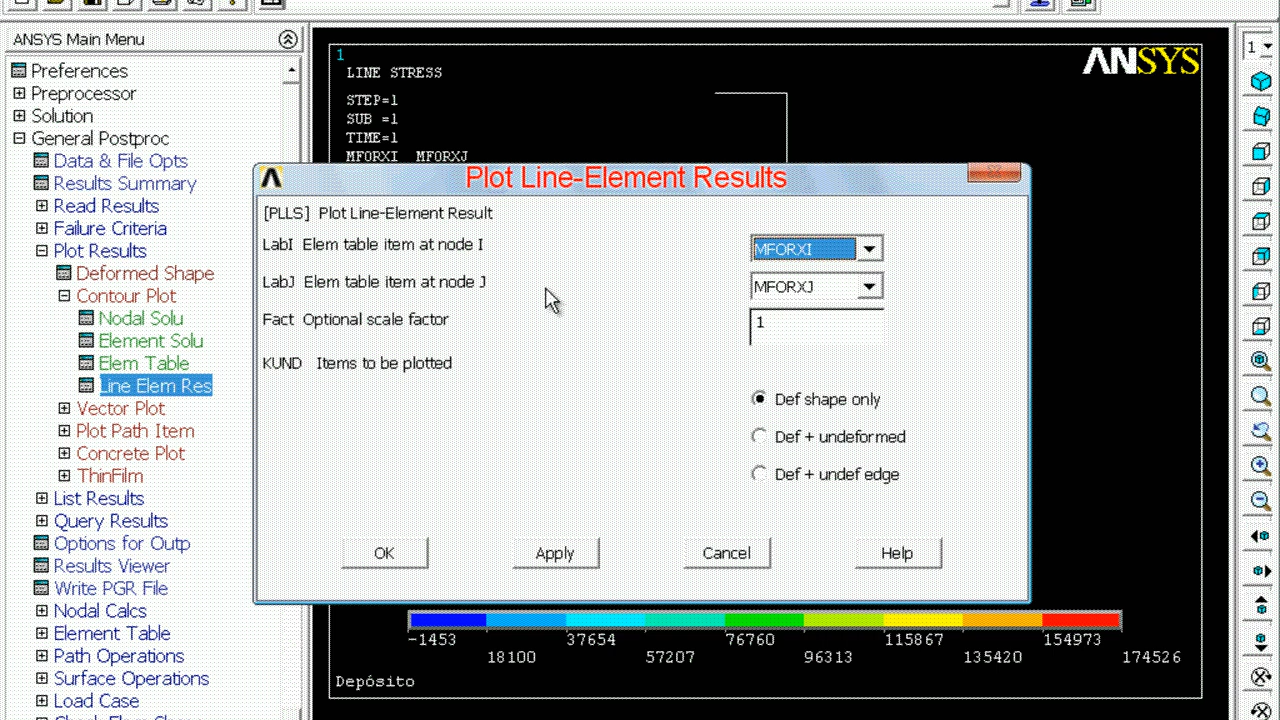 ANSYS Main Menu
Preferences
Preprocessor
Solution
General Postproc
Data & File Opts
Results Summary
Read Results
Failure Criteria
Plot Results
Deformed Shape
Contour Plot
Nodal Solu
Element Solu
Elem Table
Line Elem Res
Vector Plot
Plot Path Item
Concrete Plot
ThinFilm
List Results
Query Results
Options for Outp
Results Viewer
Write PGR File
Nodal Calcs
Element Table
Path Operations
Surface Operations
Load Case
1
LINE STRESS
STEP=1
SUB =1
TIME=1
MFORXI MFORXJ
ANSYS
Plot Line-Element Results
[PLLS] Plot Line-Element Result
LabI Elem table item at node I
MFORXI
LabJ Elem table item at node J
MFORXJ
Fact Optional scale factor
1
KUND Items to be plotted
Def shape only
Def + undeformed
Def + undef edge
OK
Apply
Cancel
Help
-1453 37654 76760 115867 154973
18100 57207 96313 135420 174526
Depósito
1